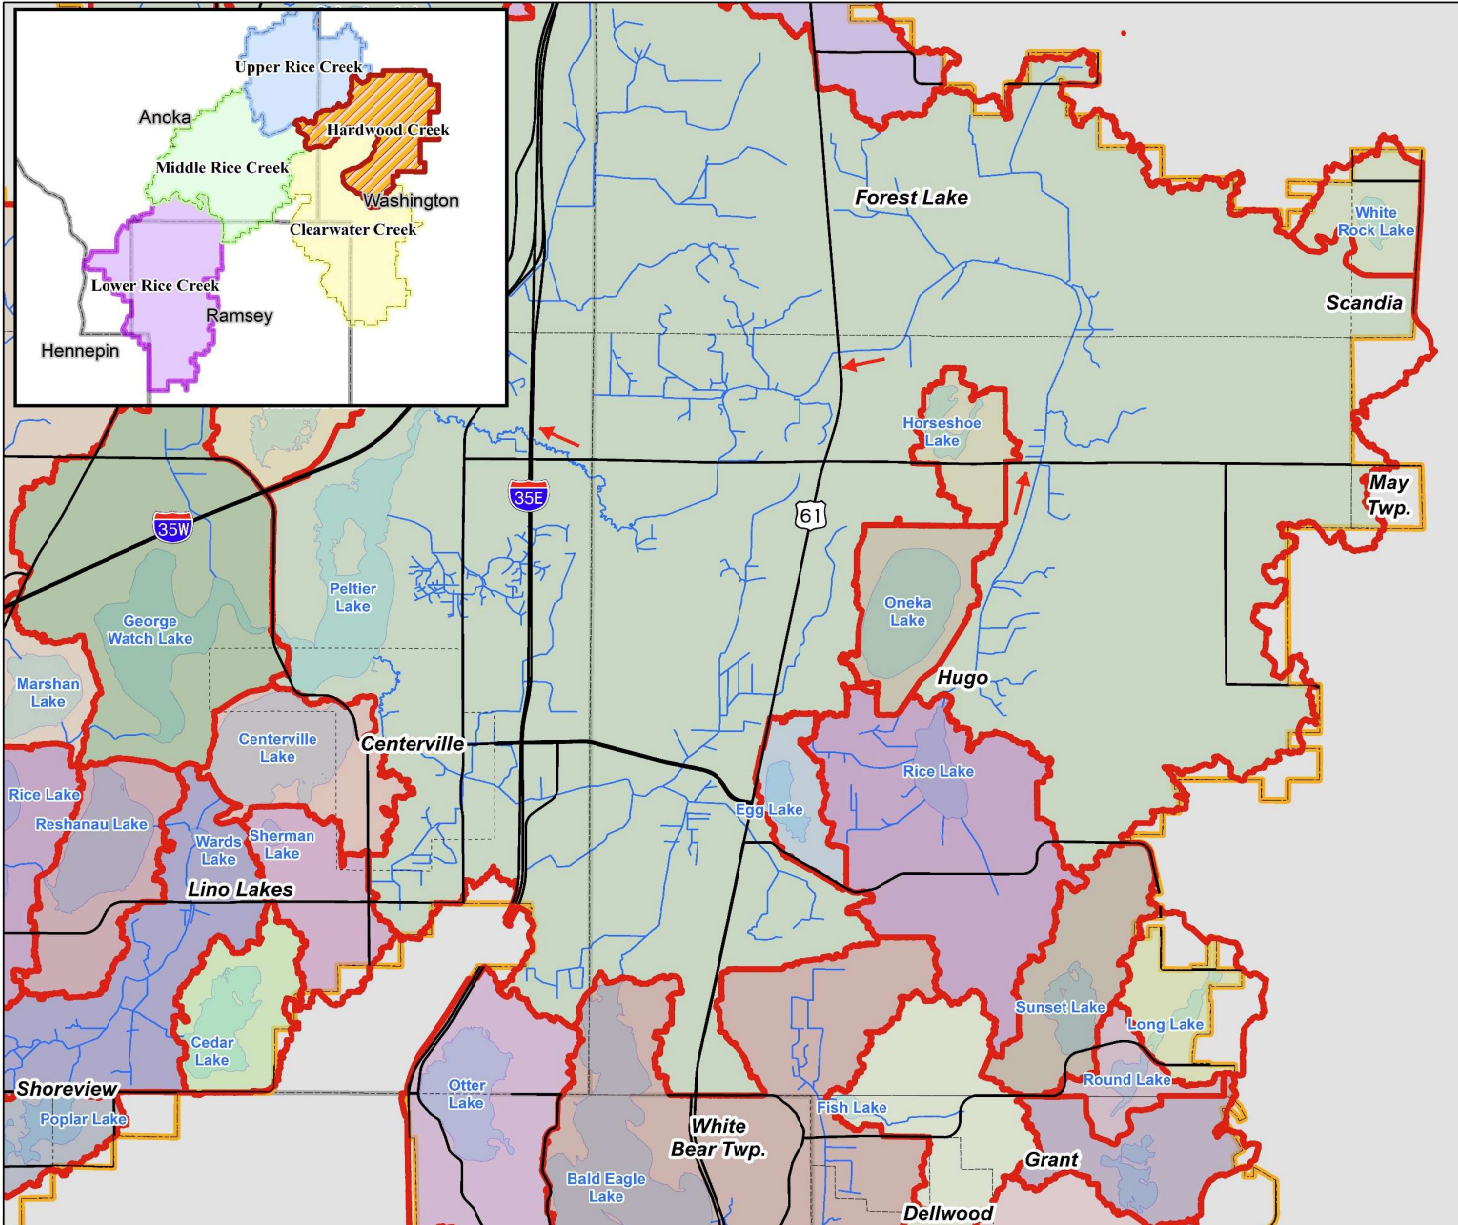 Upper Rice Creek
Anoka
Hardwood Creek
Middle Rice Creek
Washington
Clearwater Creek
Lower Rice Creek
Ramsey
Hennepin
Forest Lake
White
Rock Lake
Scandia
Horseshoe
Lake
May
Twp.
35E
61
35W
Peltier
Lake
Oneka
Lake
George
Watch Lake
Marshan
Lake
Hugo
Centerville
Lake
Centerville
Rice Lake
Rice Lake
Egg Lake
Reshanau Lake
Wards
Lake
Sherman
Lake
Lino Lakes
Sunset Lake
Long Lake
Cedar
Lake
Shoreview
Otter
Lake
Round Lake
Poplar Lake
Fish Lake
White
Bear Twp.
Grant
Bald Eagle
Lake
Dellwood